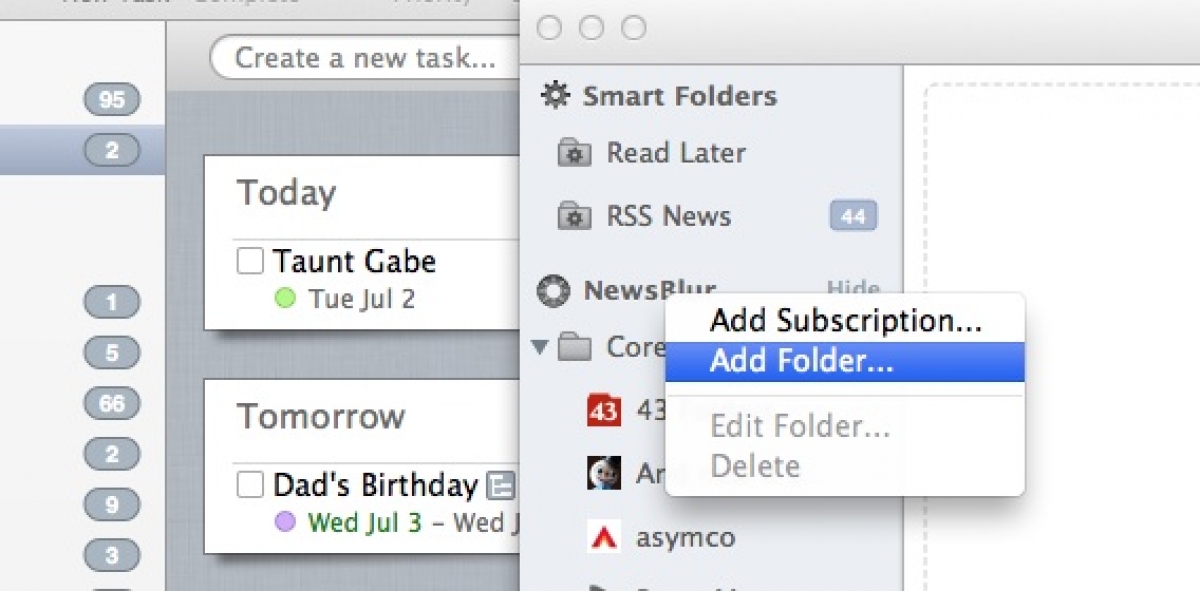 95
2
1
5
66
2
9
3
Create a new task...
Today
Taunt Gabe
Tue Jul 2
Tomorrow
Dad's Birthday
Wed Jul 3 – Wed
Smart Folders
Read Later
RSS News 44
NewsBlur Hide
Core
43 43
asymco
Add Subscription...
Add Folder...
Edit Folder...
Delete